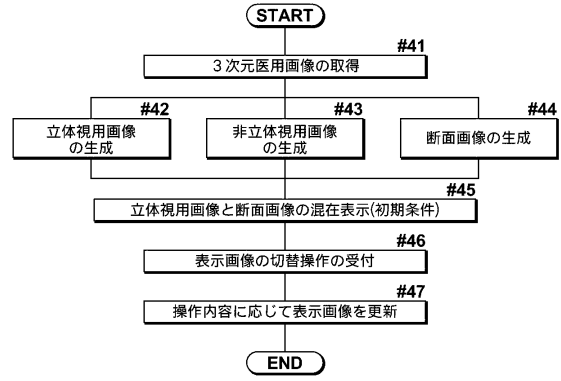 START
#41
３次元医用画像の取得
#42
立体視用画像
の生成
#43
非立体視用画像
の生成
#44
断面画像の生成
#45
立体視用画像と断面画像の混在表示(初期条件)
#46
表示画像の切替操作の受付
#47
操作内容に応じて表示画像を更新
END